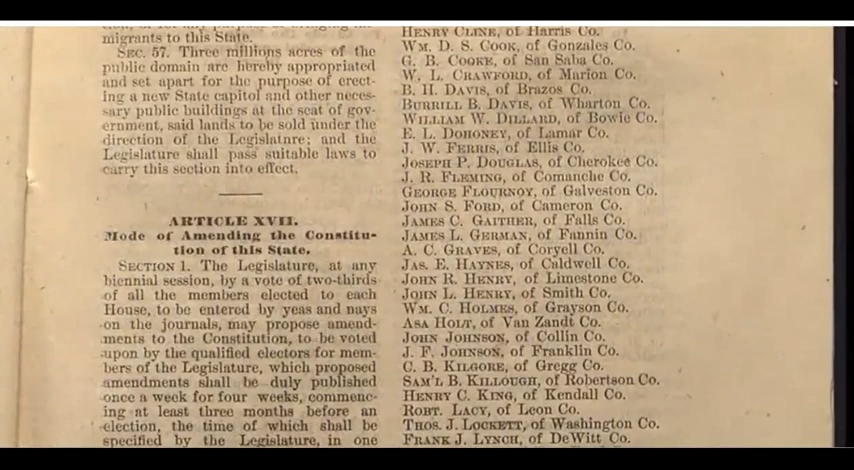 migrants to this State.
SEC. 57. Three millions acres of the
public domain are hereby appropriated
and set apart for the purpose of erect-
ing a new State capitol and other neces-
sary public buildings at the seat of gov-
ernment, said lands to be sold under the
direction of the Legislatnre; and the
Legislature shall pass suitable laws to
carry this section into effect.
ARTICLE XVII.
Mode of Amending the Constitu-
tion of this State.
SECTION 1. The Legislature, at any
biennial session, by a vote of two-thirds
of all the members elected to each
House, to be entered by yeas and nays
on the journals, may propose amend-
ments to the Constitution, to be voted
upon by the qualified electors for mem-
bers of the Legislature, which proposed
amendments shall be duly published
once a week for four weeks, commenc-
ing at least three months before an
election, the time of which shall be
specified by the Legislature, in one
HENRY CLINE, of Harris Co.
WM. D. S. COOK, of Gonzales Co.
G. B. COOKE, of San Saba Co.
W. L. CRAWFORD, of Marion Co.
B. H. DAVIS, of Brazos Co.
BURRILL B. DAVIS, of Wharton Co.
WILLIAM W. DILLARD, of Bowie Co.
E. L. DOHONEY, of Lamar Co.
J. W. FERRIS, of Ellis Co.
JOSEPH P. DOUGLAS, of Cherokee Co.
J. R. FLEMING, of Comanche Co.
GEORGE FLOURNOY, of Galveston Co.
JOHN S. FORD, of Cameron Co.
JAMES C. GAITHER, of Falls Co.
JAMES L. GERMAN, of Fannin Co.
A. C. GRAVES, of Coryell Co.
JAS. E. HAYNES, of Caldwell Co.
JOHN R. HENRY, of Limestone Co.
JOHN L. HENRY, of Smith Co.
WM. C. HOLMES, of Grayson Co.
ASA HOLT, of Van Zandt Co.
JOHN JOHNSON, of Collin Co.
J. F. JOHNSON, of Franklin Co.
C. B. KILGORE, of Gregg Co.
SAM'L B. KILLOUGH, of Robertson Co.
HENRY C. KING, of Kendall Co.
ROBT. LACY, of Leon Co.
THOS. J. LOCKETT, of Washington Co.
FRANK J. LYNCH, of DeWitt Co.